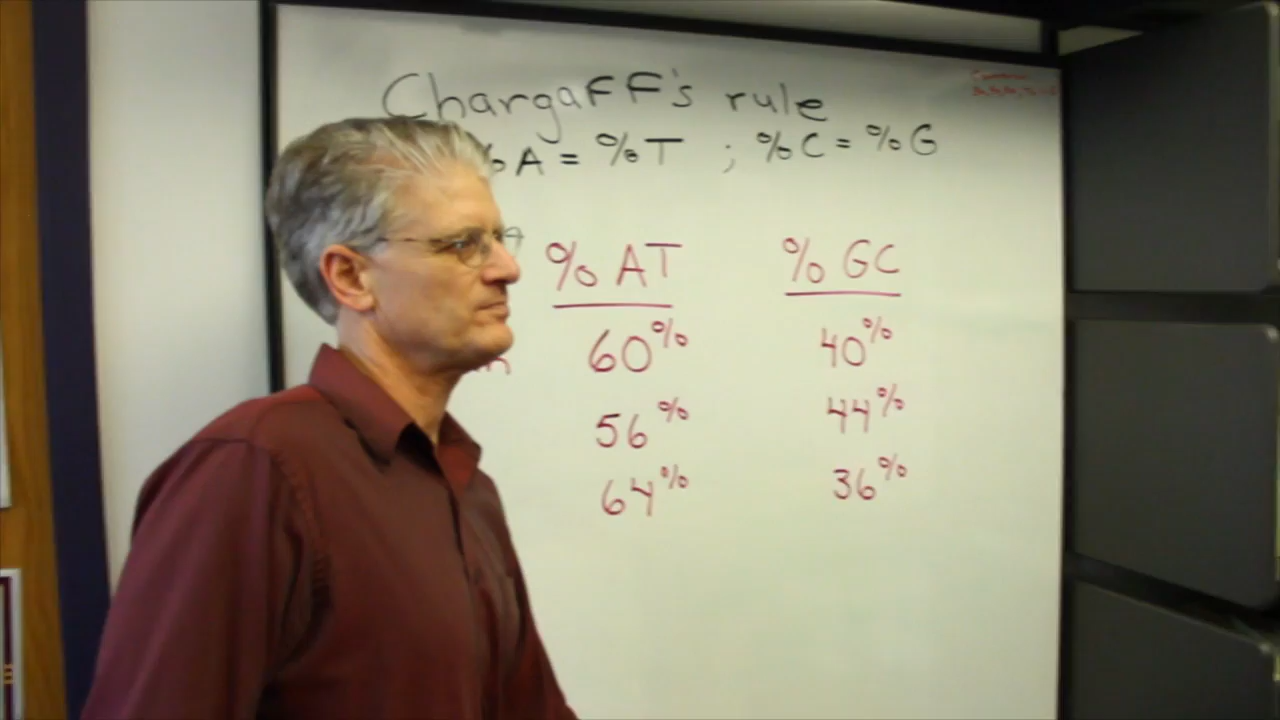 Chargaff's rule
%A = %T ; %C = %G
% AT % GC
60% 40%
56% 44%
64% 36%